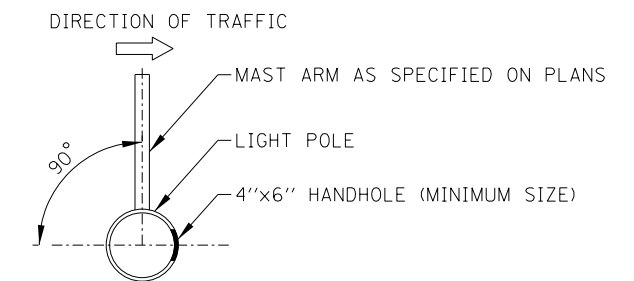 DIRECTION OF TRAFFIC
MAST ARM AS SPECIFIED ON PLANS
LIGHT POLE
90°
4''x6'' HANDHOLE (MINIMUM SIZE)